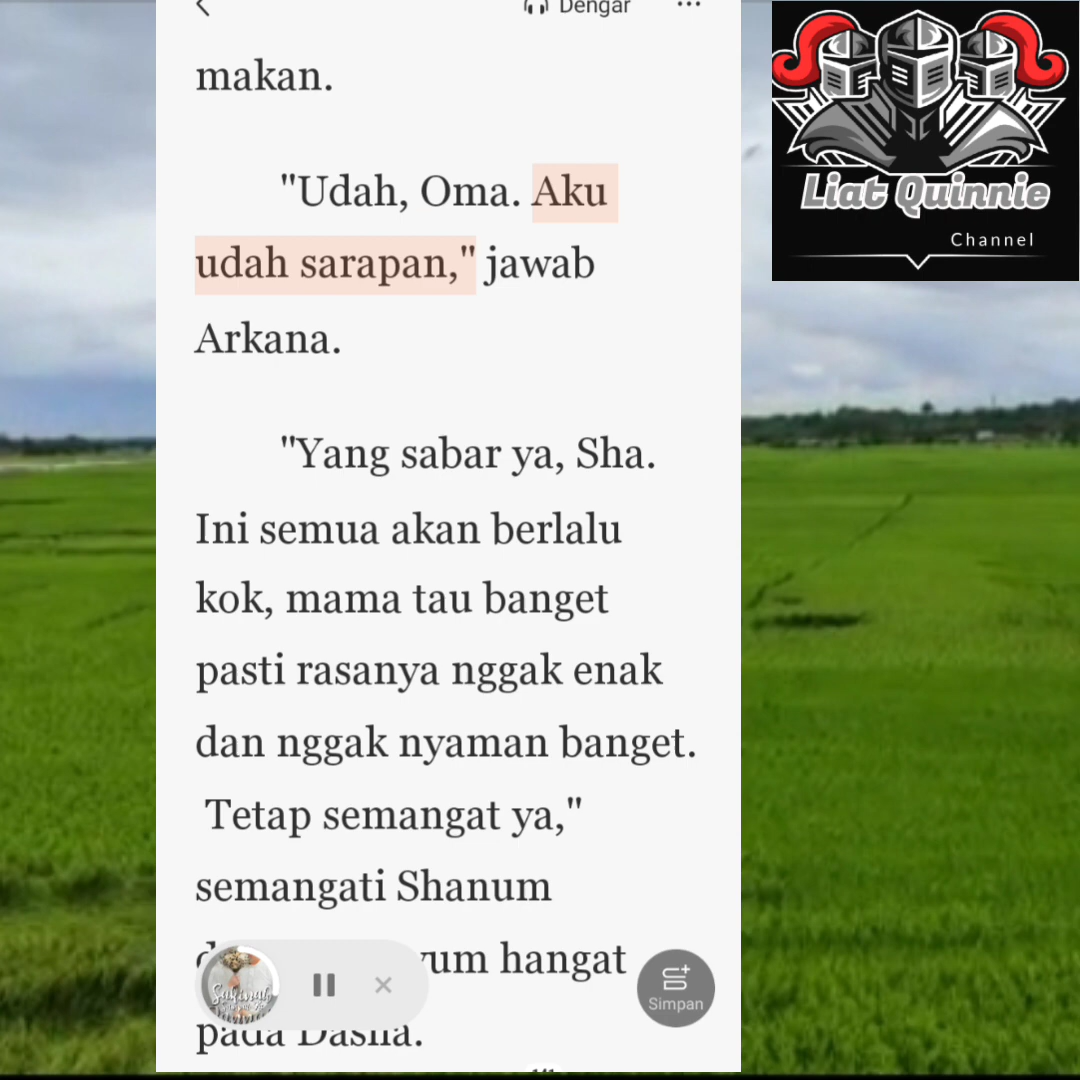 Dengar
makan.
"Udah, Oma. Aku
udah sarapan," jawab
Arkana.
"Yang sabar ya, Sha.
Ini semua akan berlalu
kok, mama tau banget
pasti rasanya nggak enak
dan nggak nyaman banget.
Tetap semangat ya,"
semangati Shanum
hangat
pada Dasha.
Simpan
Liat Quinnie
Channel